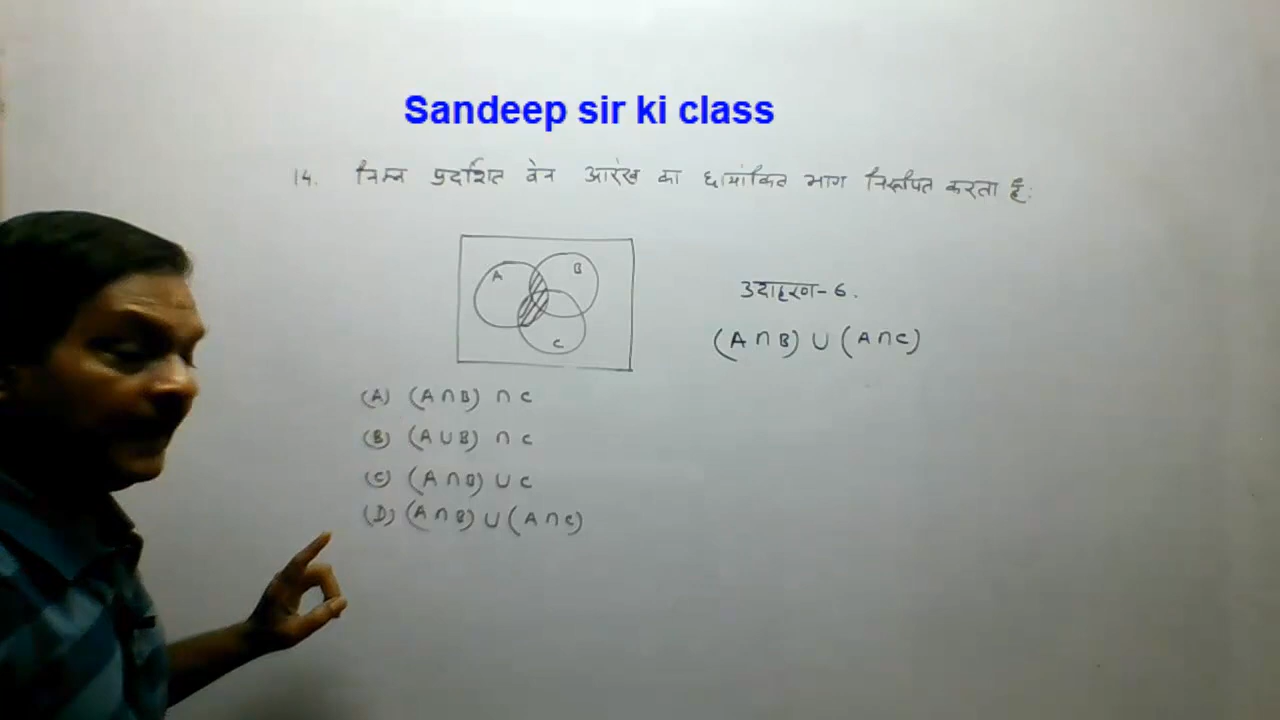 Sandeep sir ki class
14. निम्न प्रदर्शित वेन आरेख का छायांकित भाग निरूपित करता है:
A
B
C
उदाहरण-6.
(A∩B) ∪ (A∩C)
(A) (A∩B) ∩ C
(B) (A∪B) ∩ C
(C) (A∩B) ∪ C
(D) (A∩B) ∪ (A∩C)